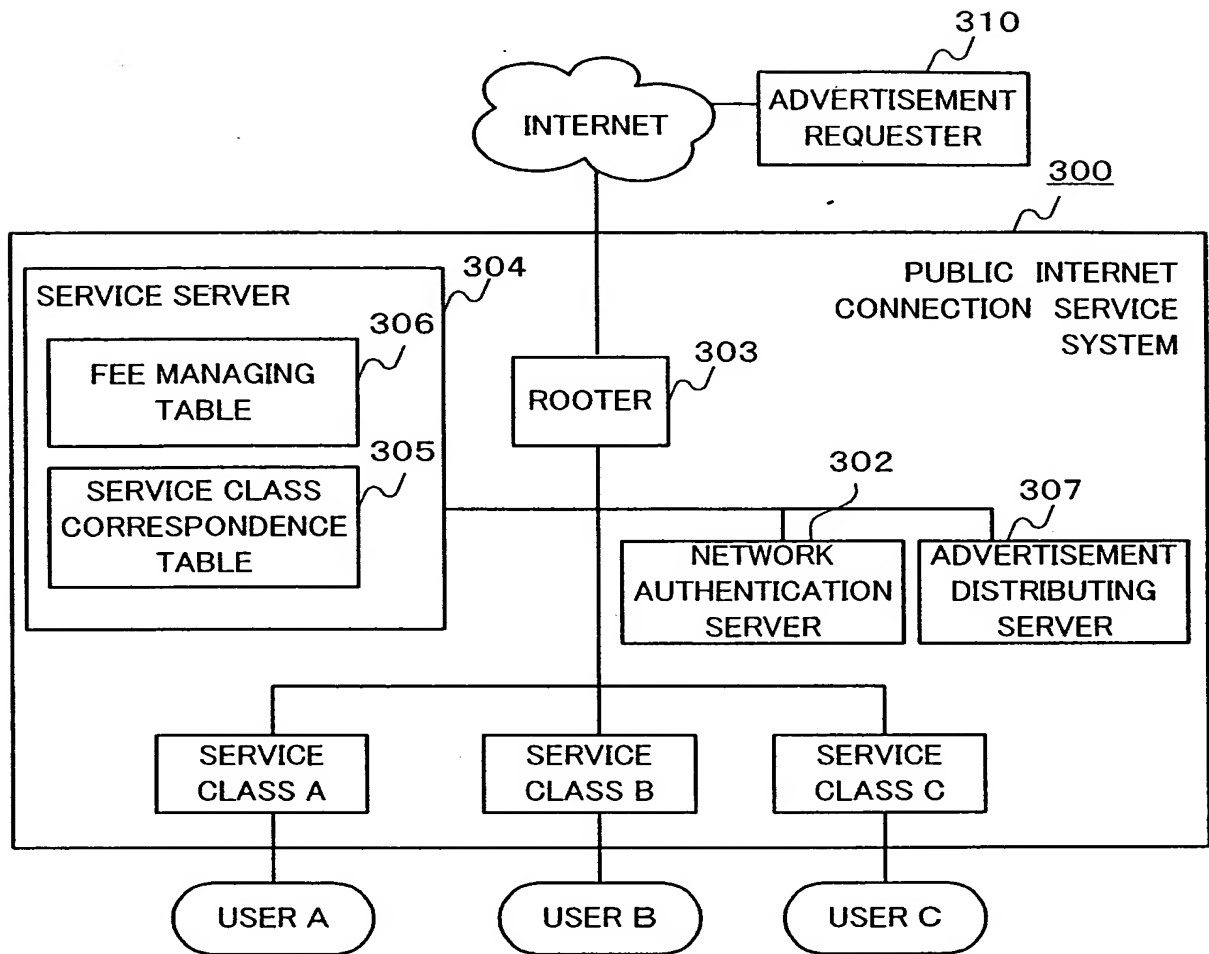 310
ADVERTISEMENT
REQUESTER
INTERNET
300
PUBLIC INTERNET
CONNECTION SERVICE
SYSTEM
304
SERVICE SERVER
306
FEE MANAGING
TABLE
305
SERVICE CLASS
CORRESPONDENCE
TABLE
303
ROOTER
302
NETWORK
AUTHENTICATION
SERVER
307
ADVERTISEMENT
DISTRIBUTING
SERVER
SERVICE
CLASS A
SERVICE
CLASS B
SERVICE
CLASS C
USER A
USER B
USER C